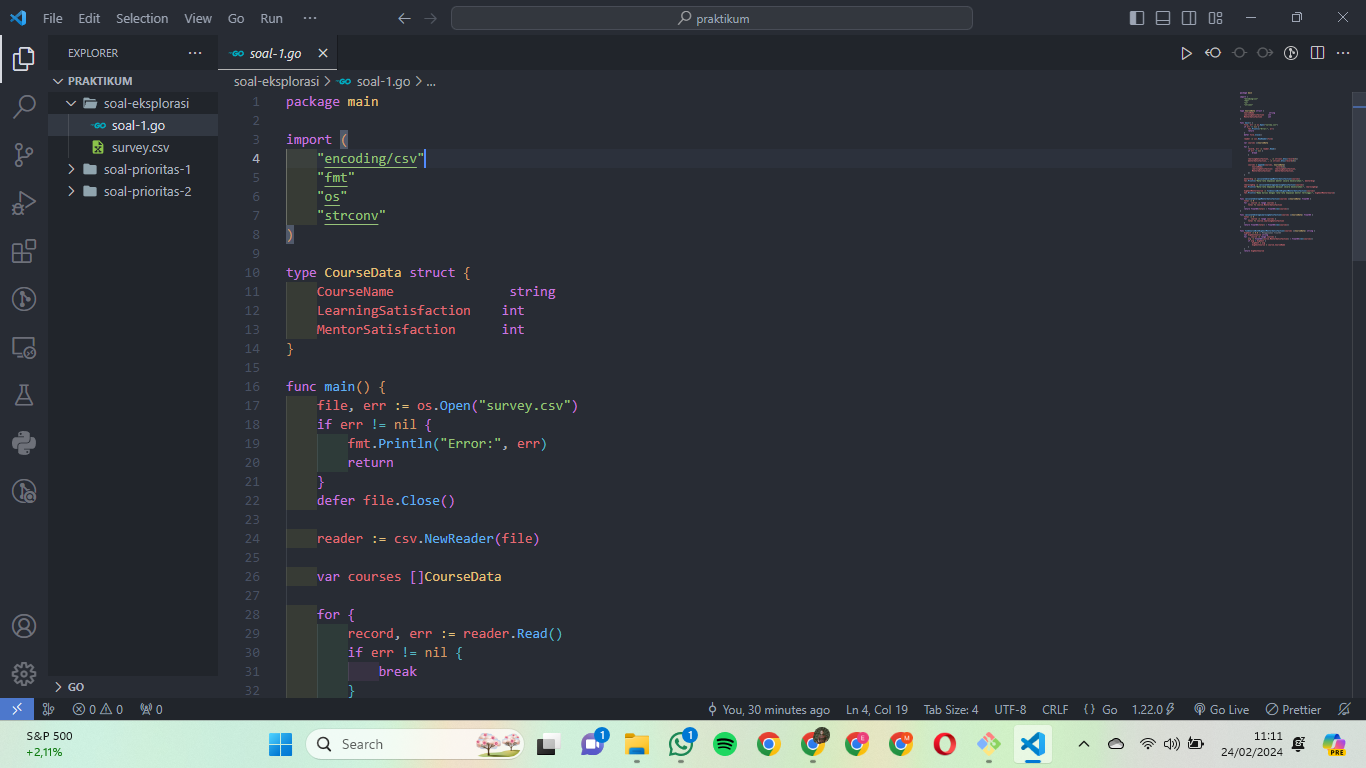 File Edit Selection View Go Run ··· praktikum
EXPLORER ···
PRAKTIKUM
soal-eksplorasi
soal-1.go
survey.csv
soal-prioritas-1
soal-prioritas-2
GO
soal-1.go
soal-eksplorasi > soal-1.go > ...
1 package main
2
3 import (
4 "encoding/csv"
5 "fmt"
6 "os"
7 "strconv"
8 )
9
10 type CourseData struct {
11 CourseName string
12 LearningSatisfaction int
13 MentorSatisfaction int
14 }
15
16 func main() {
17 file, err := os.Open("survey.csv")
18 if err != nil {
19 fmt.Println("Error:", err)
20 return
21 }
22 defer file.Close()
23
24 reader := csv.NewReader(file)
25
26 var courses []CourseData
27
28 for {
29 record, err := reader.Read()
30 if err != nil {
31 break
32 }
0 0 0 You, 30 minutes ago Ln 4, Col 19 Tab Size: 4 UTF-8 CRLF {} Go 1.22.0 Go Live Prettier
S&P 500
+2,11%
Search
1
1
E
M
11:11
24/02/2024
PRE